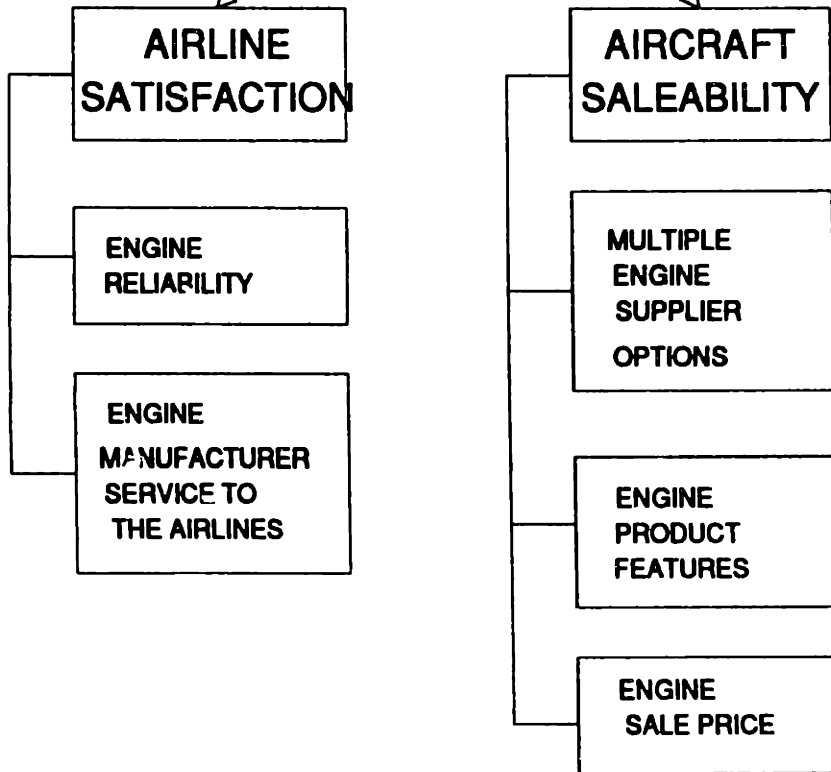 AIRLINE
SATISFACTION
ENGINE
RELIABILITY
ENGINE
MANUFACTURER
SERVICE TO
THE AIRLINES
AIRCRAFT
SALEABILITY
MULTIPLE
ENGINE
SUPPLIER
OPTIONS
ENGINE
PRODUCT
FEATURES
ENGINE
SALE PRICE